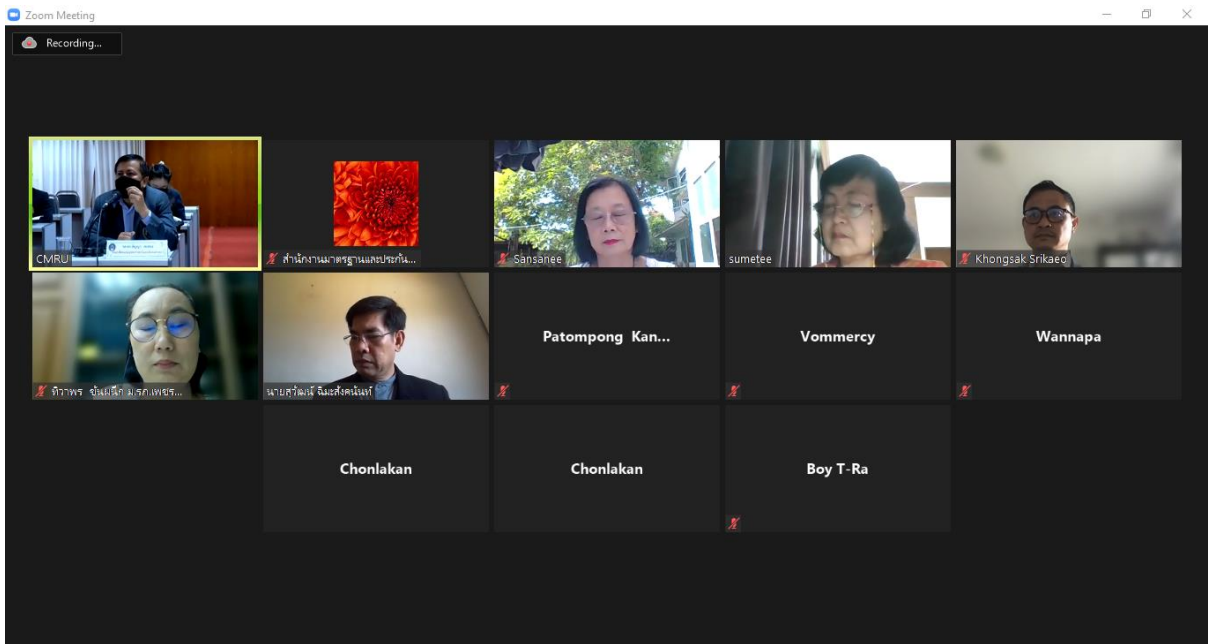 Zoom Meeting
Recording...
CMRU
สำนักงานมาตรฐานและประกัน...
Sansanee
sumetee
Khongsak Srikaeo
ทิวาพร ขันผนึก ม.รภ.เพชร...
นายสุวัฒน์ ฉิมะสังคนันท์
Patompong Kan...
Vommercy
Wannapa
Chonlakan
Chonlakan
Boy T-Ra